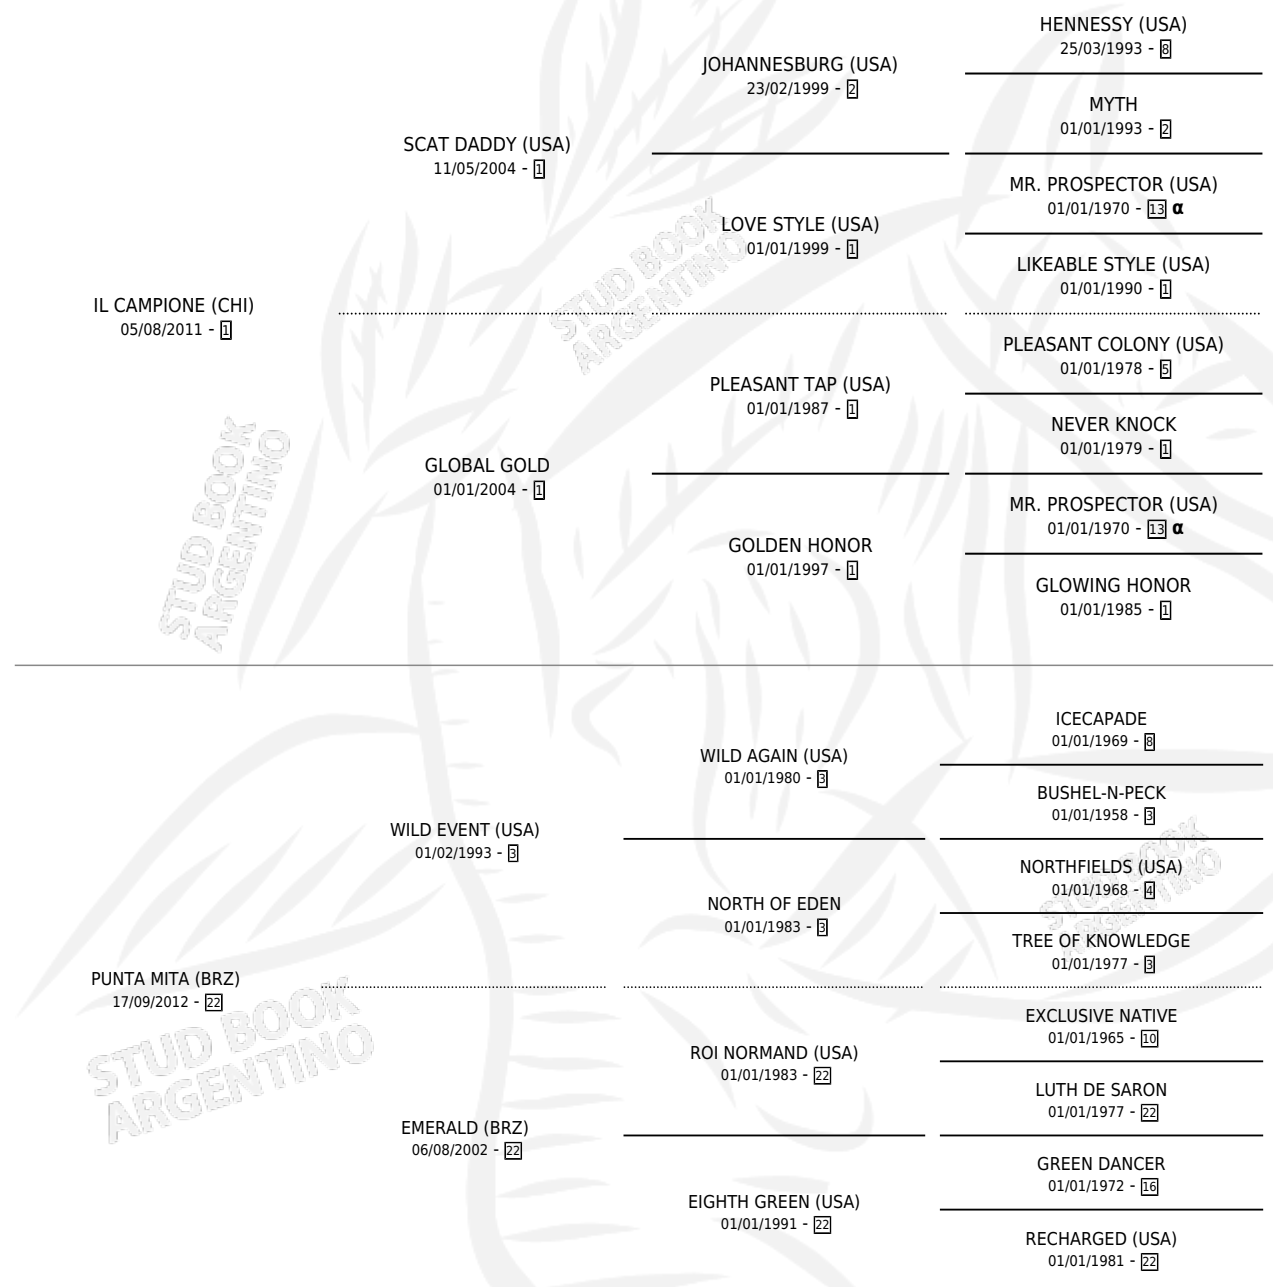 HENNESSY (USA)
25/03/1993 - 8
JOHANNESBURG (USA)
23/02/1999 - 2
MYTH
01/01/1993 - 2
SCAT DADDY (USA)
11/05/2004 - 1
MR. PROSPECTOR (USA)
01/01/1970 - 13 α
LOVE STYLE (USA)
01/01/1999 - 1
LIKEABLE STYLE (USA)
01/01/1990 - 1
IL CAMPIONE (CHI)
05/08/2011 - 1
PLEASANT COLONY (USA)
01/01/1978 - 5
PLEASANT TAP (USA)
01/01/1987 - 1
NEVER KNOCK
01/01/1979 - 1
GLOBAL GOLD
01/01/2004 - 1
MR. PROSPECTOR (USA)
01/01/1970 - 13 α
GOLDEN HONOR
01/01/1997 - 1
GLOWING HONOR
01/01/1985 - 1
ICECAPADE
01/01/1969 - 8
WILD AGAIN (USA)
01/01/1980 - 3
BUSHEL-N-PECK
01/01/1958 - 3
WILD EVENT (USA)
01/02/1993 - 3
NORTHFIELDS (USA)
01/01/1968 - 4
NORTH OF EDEN
01/01/1983 - 3
TREE OF KNOWLEDGE
01/01/1977 - 3
PUNTA MITA (BRZ)
17/09/2012 - 22
EXCLUSIVE NATIVE
01/01/1965 - 10
ROI NORMAND (USA)
01/01/1983 - 22
LUTH DE SARON
01/01/1977 - 22
EMERALD (BRZ)
06/08/2002 - 22
GREEN DANCER
01/01/1972 - 16
EIGHTH GREEN (USA)
01/01/1991 - 22
RECHARGED (USA)
01/01/1981 - 22
STUD BOOK
ARGENTINO
STUD BOOK
ARGENTINO
STUD BOOK
ARGENTINO
STUD BOOK
ARGENTINO